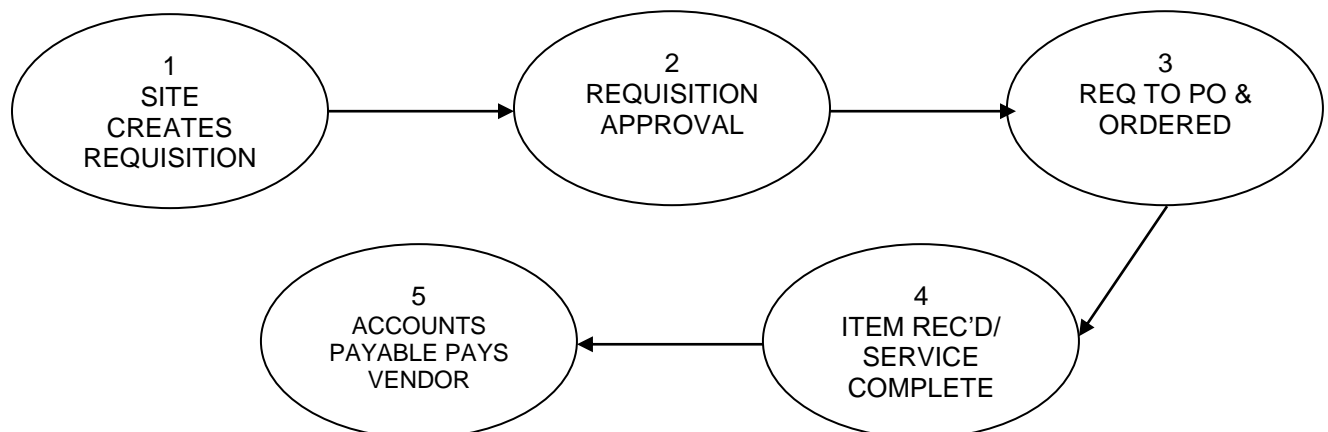 1
SITE
CREATES
REQUISITION
2
REQUISITION
APPROVAL
3
REQ TO PO &
ORDERED
4
ITEM REC’D/
SERVICE
COMPLETE
5
ACCOUNTS
PAYABLE PAYS
VENDOR